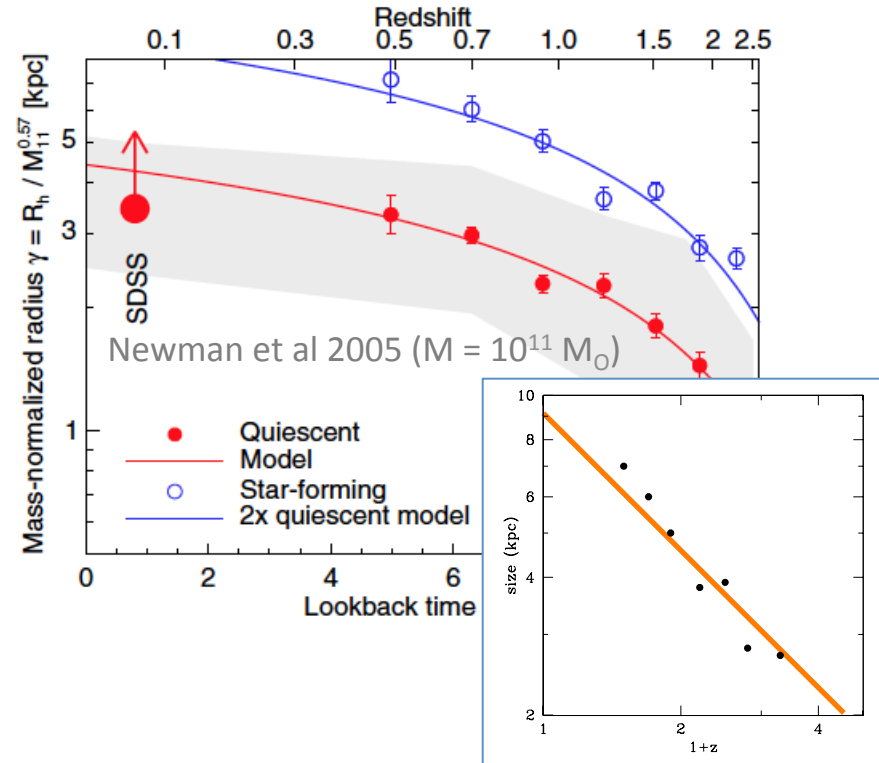 Redshift
0.1 0.3 0.5 0.7 1.0 1.5 2 2.5
Mass-normalized radius γ = R_h / M_11^0.57 [kpc]
5
3
1
SDSS
Newman et al 2005 (M = 10^11 M_O)
Quiescent
Model
Star-forming
2x quiescent model
0 2 4 6
Lookback time
size (kpc)
10
8
6
4
2
1 2 4
1+z